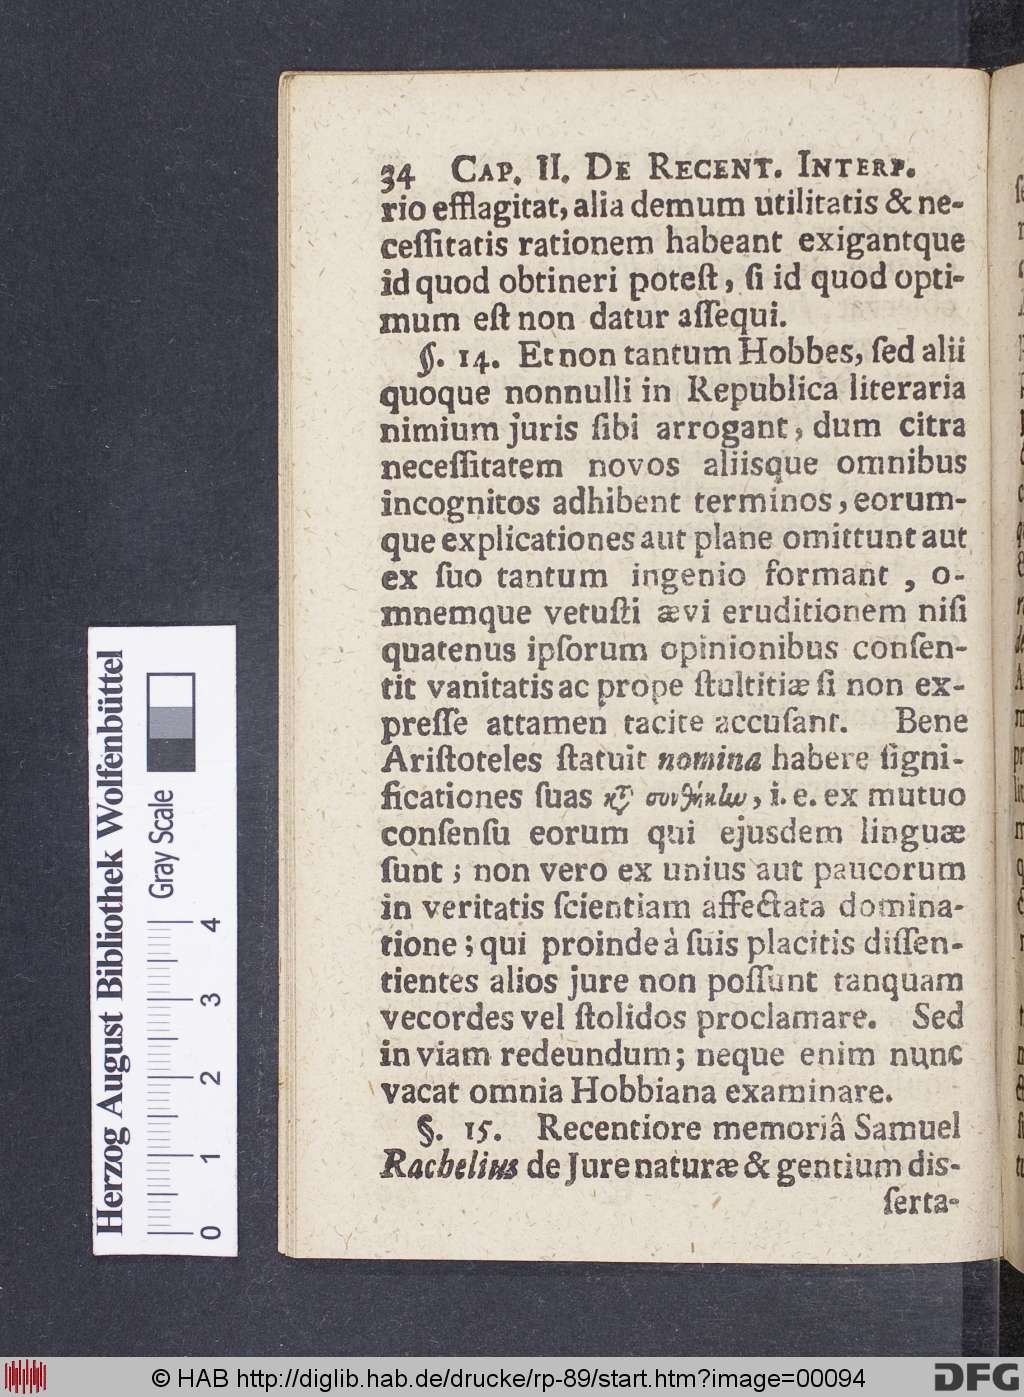 34 CAP. II. DE RECENT. INTERP.
rio efflagitat, alia demum utilitatis & ne-
ceſſitatis rationem habeant exigantque
id quod obtineri poteſt, ſi id quod opti-
mum eſt non datur aſſequi.
§. 14. Et non tantum Hobbes, ſed alii
quoque nonnulli in Republica literaria
nimium juris ſibi arrogant, dum citra
neceſſitatem novos aliisque omnibus
incognitos adhibent terminos, eorum-
que explicationes aut plane omittunt aut
ex ſuo tantum ingenio formant, o-
mnemque vetuſti ævi eruditionem niſi
quatenus ipſorum opinionibus conſen-
tit vanitatis ac prope ſtultitiæ ſi non ex-
preſſe attamen tacite accuſant. Bene
Ariſtoteles ſtatuit nomina habere ſigni-
ficationes ſuas κτ̀ συνθήκην, i. e. ex mutuo
conſenſu eorum qui ejusdem linguæ
ſunt; non vero ex unius aut paucorum
in veritatis ſcientiam affectata domina-
tione; qui proinde à ſuis placitis diſſen-
tientes alios jure non poſſunt tanquam
vecordes vel ſtolidos proclamare. Sed
in viam redeundum; neque enim nunc
vacat omnia Hobbiana examinare.
§. 15. Recentiore memoriâ Samuel
Rachelius de Jure naturæ & gentium dis-
ſerta-
Herzog August Bibliothek Wolfenbüttel
Gray Scale
0 1 2 3 4
© HAB http://diglib.hab.de/drucke/rp-89/start.htm?image=00094
DFG